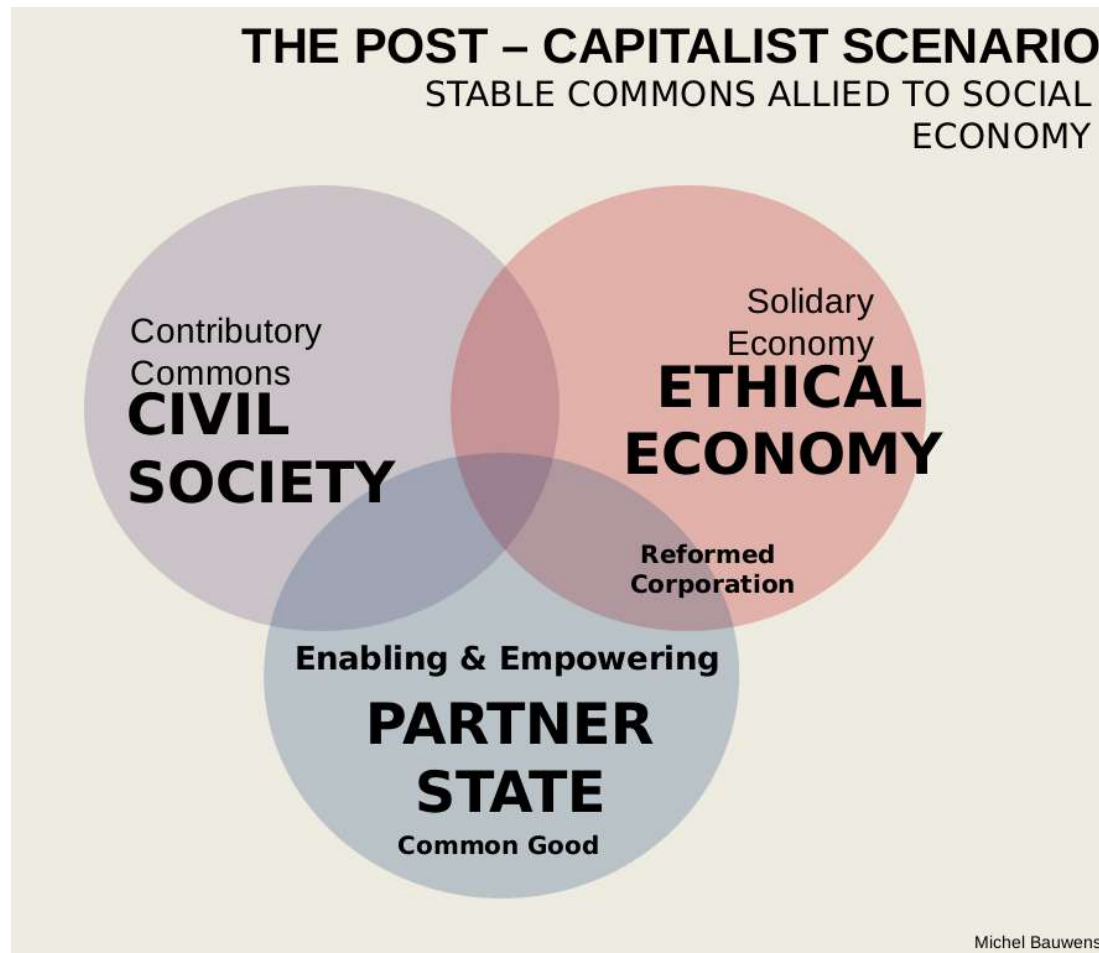 THE POST – CAPITALIST SCENARIO
STABLE COMMONS ALLIED TO SOCIAL
ECONOMY
Contributory
Commons
CIVIL
SOCIETY
Solidary
Economy
ETHICAL
ECONOMY
Reformed
Corporation
Enabling & Empowering
PARTNER
STATE
Common Good
Michel Bauwens